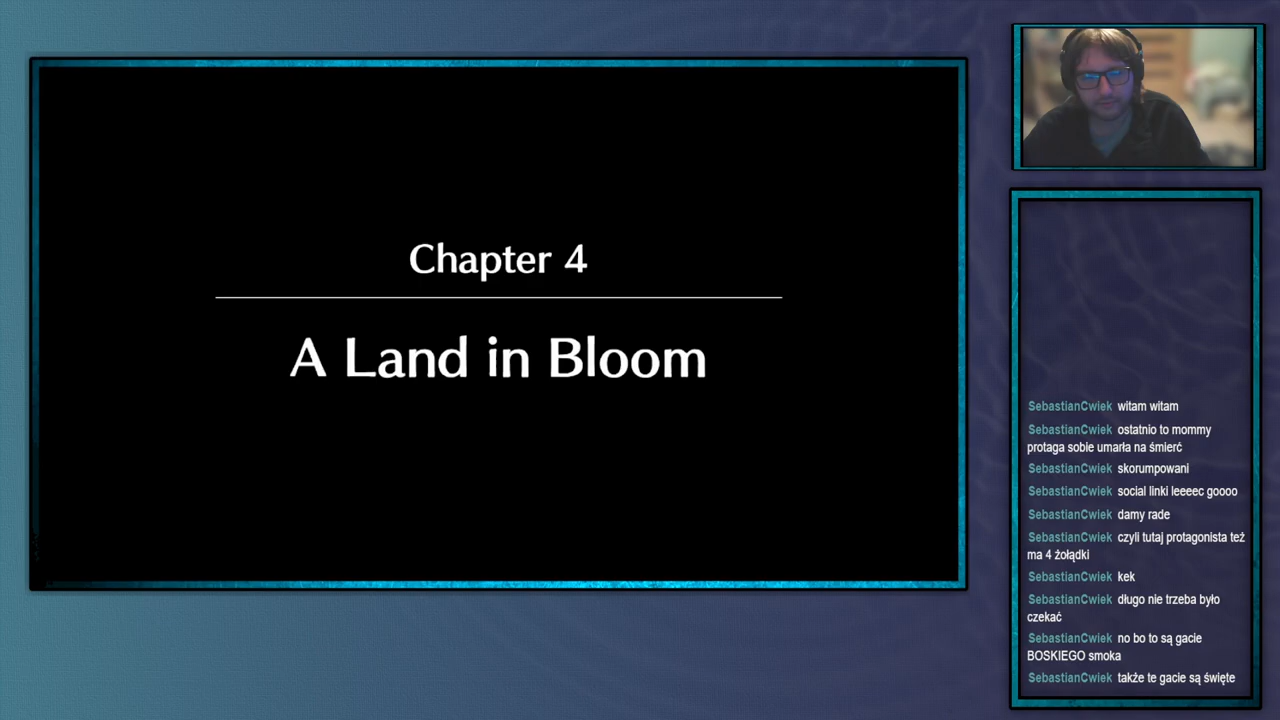 Chapter 4
A Land in Bloom
SebastianCwiek witam witam
SebastianCwiek ostatnio to mommy
protaga sobie umarła na śmierć
SebastianCwiek skorumpowani
SebastianCwiek social linki leeeec goooo
SebastianCwiek damy rade
SebastianCwiek czyli tutaj protagonista też
ma 4 żołądki
SebastianCwiek kek
SebastianCwiek długo nie trzeba było
czekać
SebastianCwiek no bo to są gacie
BOSKIEGO smoka
SebastianCwiek także te gacie są święte